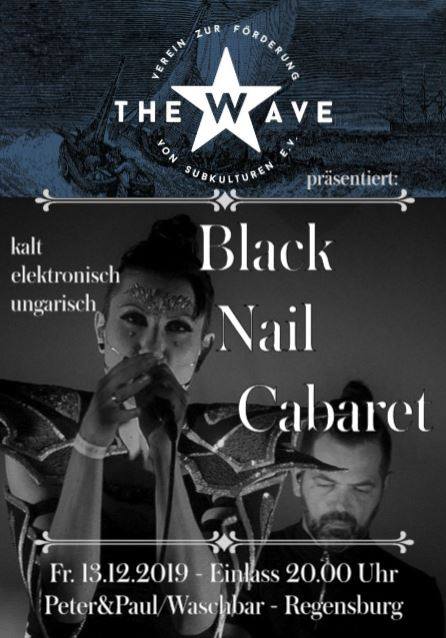 VEREIN ZUR FÖRDERUNG
THE WAVE
VON SUBKULTUREN E.V.
präsentiert:
kalt
elektronisch
ungarisch
Black
Nail
Cabaret
Fr. 13.12.2019 - Einlass 20.00 Uhr
Peter&Paul/Waschbar - Regensburg